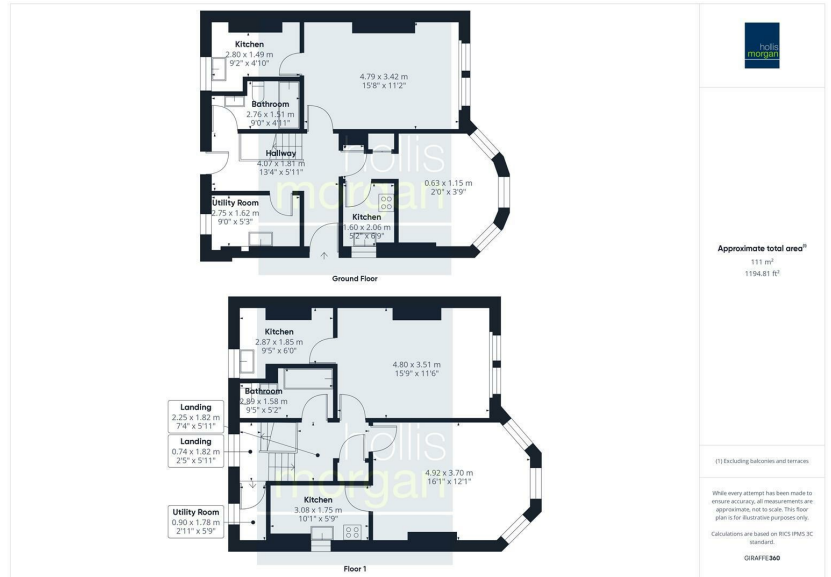 Kitchen
2.80 x 1.49 m
9'2" x 4'10"
4.79 x 3.42 m
15'8" x 11'2"
Bathroom
2.76 x 1.51 m
9'0" x 4'11"
Hallway
4.07 x 1.81 m
13'4" x 5'11"
Utility Room
2.75 x 1.62 m
9'0" x 5'3"
Kitchen
1.60 x 2.06 m
5'2" x 6'9"
0.63 x 1.15 m
2'0" x 3'9"
hollis
morgan
Ground Floor
Kitchen
2.87 x 1.85 m
9'5" x 6'0"
4.80 x 3.51 m
15'9" x 11'6"
Bathroom
2.89 x 1.58 m
9'5" x 5'2"
Landing
2.25 x 1.82 m
7'4" x 5'11"
Landing
0.74 x 1.82 m
2'5" x 5'11"
Utility Room
0.90 x 1.78 m
2'11" x 5'9"
Kitchen
3.08 x 1.75 m
10'1" x 5'9"
4.92 x 3.70 m
16'1" x 12'1"
hollis
morgan
Floor 1
hollis
morgan
Approximate total area⁽¹⁾
111 m²
1194.81 ft²
(1) Excluding balconies and terraces
While every attempt has been made to
ensure accuracy, all measurements are
approximate, not to scale. This floor
plan is for illustrative purposes only.
Calculations are based on RICS IPMS 3C
standard.
GIRAFFE360